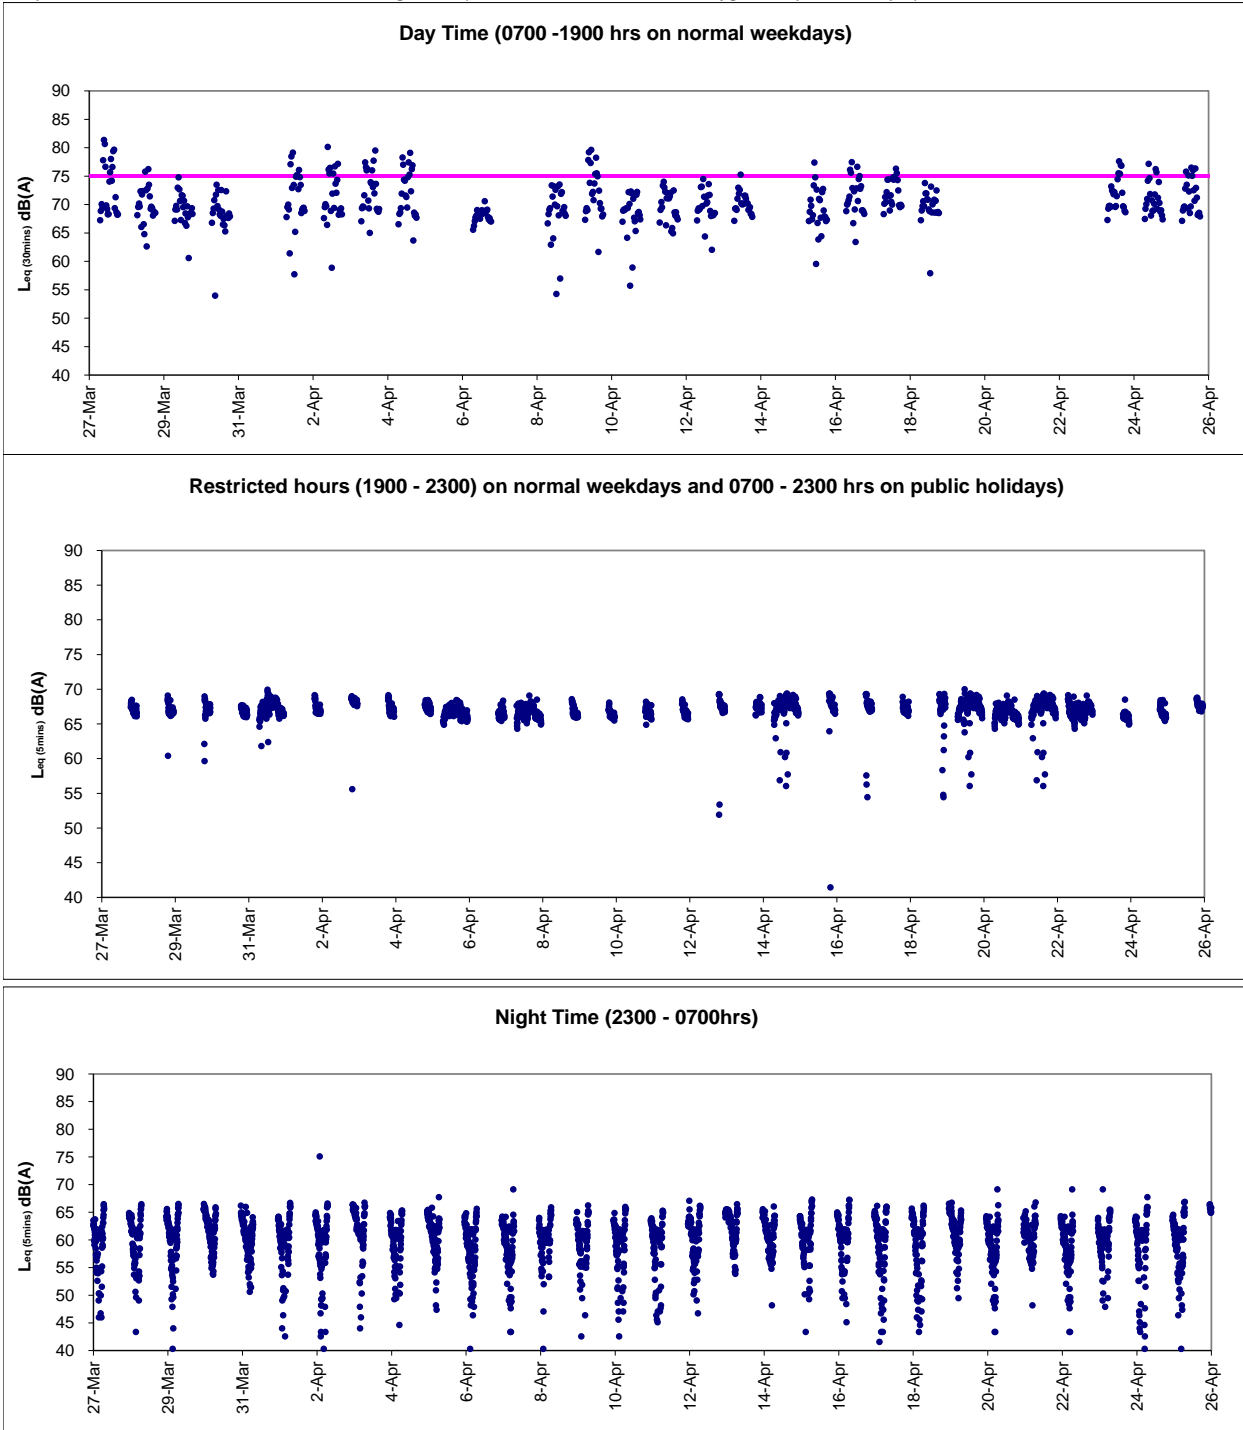 Day Time (0700 -1900 hrs on normal weekdays)
90
85
80
75
70
65
60
55
50
45
40
Leq (30mins) dB(A)
27-Mar
29-Mar
31-Mar
2-Apr
4-Apr
6-Apr
8-Apr
10-Apr
12-Apr
14-Apr
16-Apr
18-Apr
20-Apr
22-Apr
24-Apr
26-Apr
Restricted hours (1900 - 2300) on normal weekdays and 0700 - 2300 hrs on public holidays)
90
85
80
75
70
65
60
55
50
45
40
Leq (5mins) dB(A)
27-Mar
29-Mar
31-Mar
2-Apr
4-Apr
6-Apr
8-Apr
10-Apr
12-Apr
14-Apr
16-Apr
18-Apr
20-Apr
22-Apr
24-Apr
26-Apr
Night Time (2300 - 0700hrs)
90
85
80
75
70
65
60
55
50
45
40
Leq (5mins) dB(A)
27-Mar
29-Mar
31-Mar
2-Apr
4-Apr
6-Apr
8-Apr
10-Apr
12-Apr
14-Apr
16-Apr
18-Apr
20-Apr
22-Apr
24-Apr
26-Apr